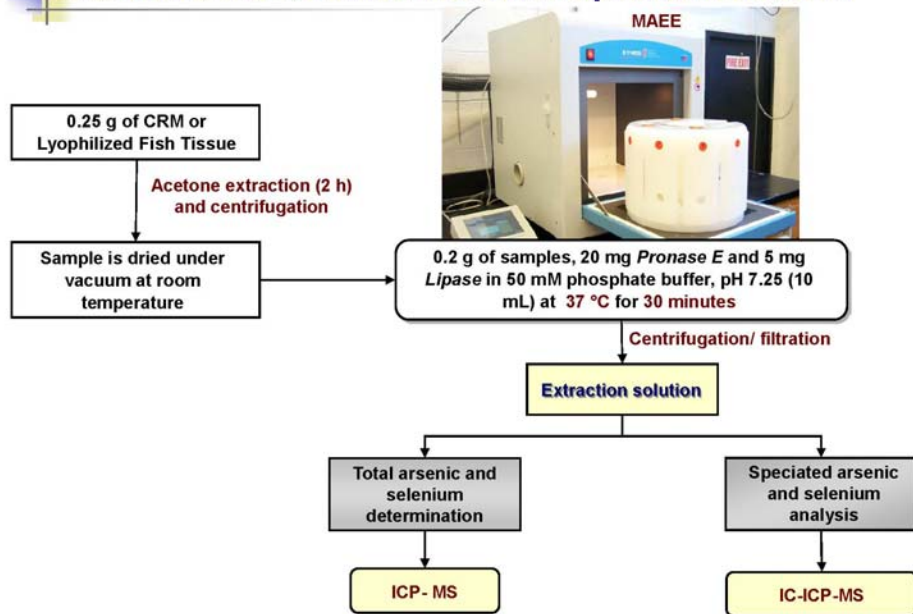 MAEE
FIRE EXIT
0.25 g of CRM or
Lyophilized Fish Tissue
Acetone extraction (2 h)
and centrifugation
Sample is dried under
vacuum at room
temperature
0.2 g of samples, 20 mg Pronase E and 5 mg
Lipase in 50 mM phosphate buffer, pH 7.25 (10
mL) at 37 °C for 30 minutes
Centrifugation/ filtration
Extraction solution
Total arsenic and
selenium
determination
Speciated arsenic
and selenium
analysis
ICP- MS
IC-ICP-MS